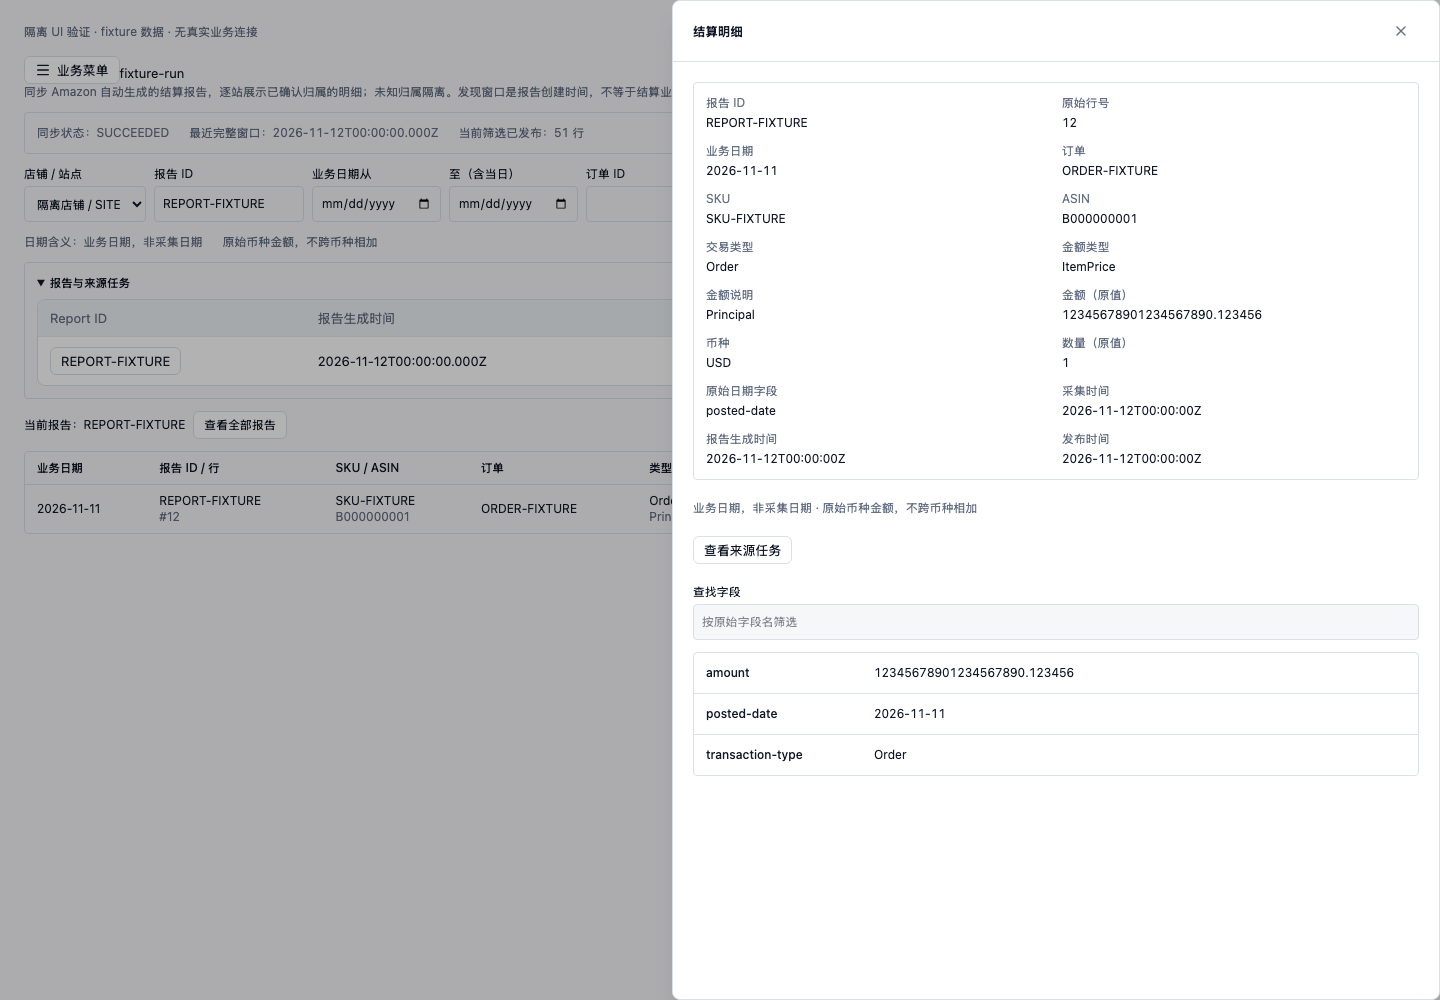 隔离 UI 验证 · fixture 数据 · 无真实业务连接
业务菜单
fixture-run
同步 Amazon 自动生成的结算报告，逐站展示已确认归属的明细；未知归属隔离。发现窗口是报告创建时间，不等于结算业
同步状态：SUCCEEDED 最近完整窗口：2026-11-12T00:00:00.000Z 当前筛选已发布：51 行
店铺 / 站点 报告 ID 业务日期从 至（含当日） 订单 ID
隔离店铺 / SITE REPORT-FIXTURE mm/dd/yyyy mm/dd/yyyy
日期含义：业务日期，非采集日期 原始币种金额，不跨币种相加
▼ 报告与来源任务
Report ID 报告生成时间
REPORT-FIXTURE 2026-11-12T00:00:00.000Z
当前报告：REPORT-FIXTURE 查看全部报告
业务日期 报告 ID / 行 SKU / ASIN 订单 类型
2026-11-11 REPORT-FIXTURE SKU-FIXTURE ORDER-FIXTURE Ord
#12 B000000001 Prin
结算明细
报告 ID 原始行号
REPORT-FIXTURE 12
业务日期 订单
2026-11-11 ORDER-FIXTURE
SKU ASIN
SKU-FIXTURE B000000001
交易类型 金额类型
Order ItemPrice
金额说明 金额（原值）
Principal 12345678901234567890.123456
币种 数量（原值）
USD 1
原始日期字段 采集时间
posted-date 2026-11-12T00:00:00Z
报告生成时间 发布时间
2026-11-12T00:00:00Z 2026-11-12T00:00:00Z
业务日期，非采集日期 · 原始币种金额，不跨币种相加
查看来源任务
查找字段
按原始字段名筛选
amount 12345678901234567890.123456
posted-date 2026-11-11
transaction-type Order